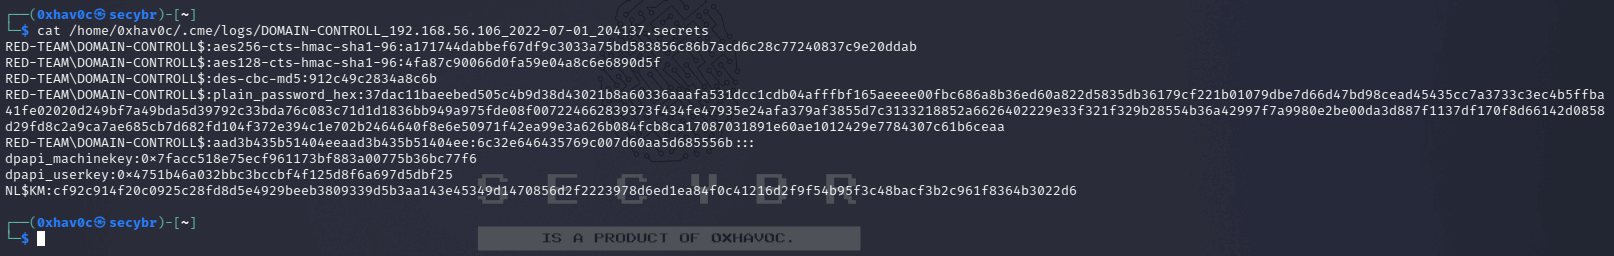 ┌──(0xhav0c㉿secybr)-[~]
└─$ cat /home/0xhav0c/.cme/logs/DOMAIN-CONTROLL_192.168.56.106_2022-07-01_204137.secrets
RED-TEAM\DOMAIN-CONTROLL$:aes256-cts-hmac-sha1-96:a171744dabbef67df9c3033a75bd583856c86b7acd6c28c77240837c9e20ddab
RED-TEAM\DOMAIN-CONTROLL$:aes128-cts-hmac-sha1-96:4fa87c90066d0fa59e04a8c6e6890d5f
RED-TEAM\DOMAIN-CONTROLL$:des-cbc-md5:912c49c2834a8c6b
RED-TEAM\DOMAIN-CONTROLL$:plain_password_hex:37dac11baeebed505c4b9d38d43021b8a60336aaafa531dcc1cdb04afffbf165aeeee00fbc686a8b36ed60a822d5835db36179cf221b01079dbe7d66d47bd98cead45435cc7a3733c3ec4b5ffba
41fe02020d249bf7a49bda5d39792c33bda76c083c71d1d1836bb949a975fde08f007224662839373f434fe47935e24afa379af3855d7c3133218852a6626402229e33f321f329b28554b36a42997f7a9980e2be00da3d887f1137df170f8d66142d0858
d29fd8c2a9ca7ae685cb7d682fd104f372e394c1e702b2464640f8e6e50971f42ea99e3a626b084fcb8ca17087031891e60ae1012429e7784307c61b6ceaa
RED-TEAM\DOMAIN-CONTROLL$:aad3b435b51404eeaad3b435b51404ee:6c32e646435769c007d60aa5d685556b:::
dpapi_machinekey:0×7facc518e75ecf961173bf883a00775b36bc77f6
dpapi_userkey:0×4751b46a032bbc3bccbf4f125d8f6a697d5dbf25
NL$KM:cf92c914f20c0925c28fd8d5e4929beeb3809339d5b3aa143e45349d1470856d2f2223978d6ed1ea84f0c41216d2f9f54b95f3c48bacf3b2c961f8364b3022d6
SECYBR
┌──(0xhav0c㉿secybr)-[~]
└─$
IS A PRODUCT OF 0XHAV0C.